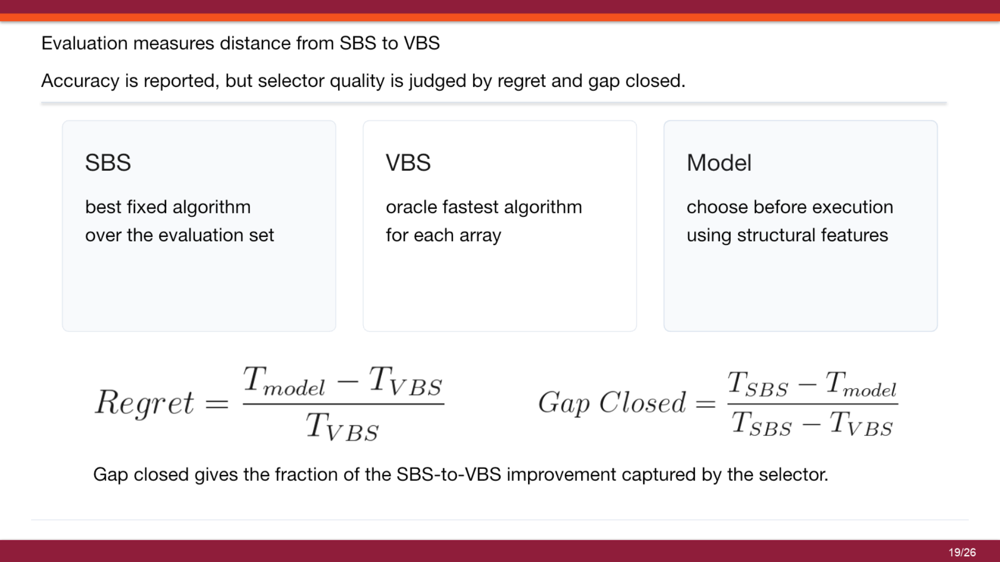 Evaluation measures distance from SBS to VBS
Accuracy is reported, but selector quality is judged by regret and gap closed.
SBS
best fixed algorithm
over the evaluation set
VBS
oracle fastest algorithm
for each array
Model
choose before execution
using structural features
Regret = \frac{T_{model} - T_{VBS}}{T_{VBS}}
Gap Closed = \frac{T_{SBS} - T_{model}}{T_{SBS} - T_{VBS}}
Gap closed gives the fraction of the SBS-to-VBS improvement captured by the selector.
19/26